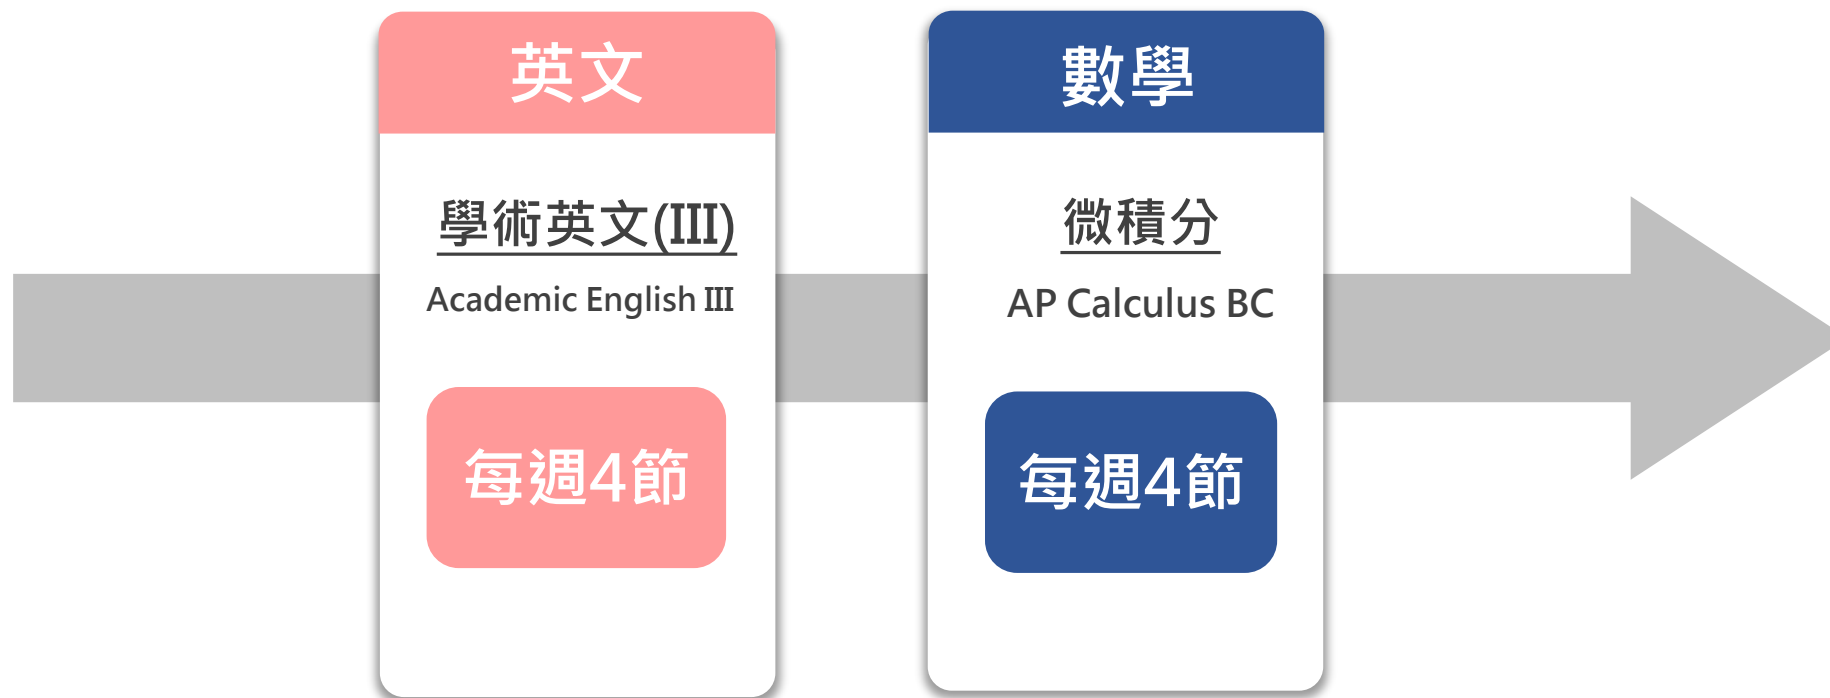 英文
學術英文(III)
Academic English III
每週4節
數學
微積分
AP Calculus BC
每週4節